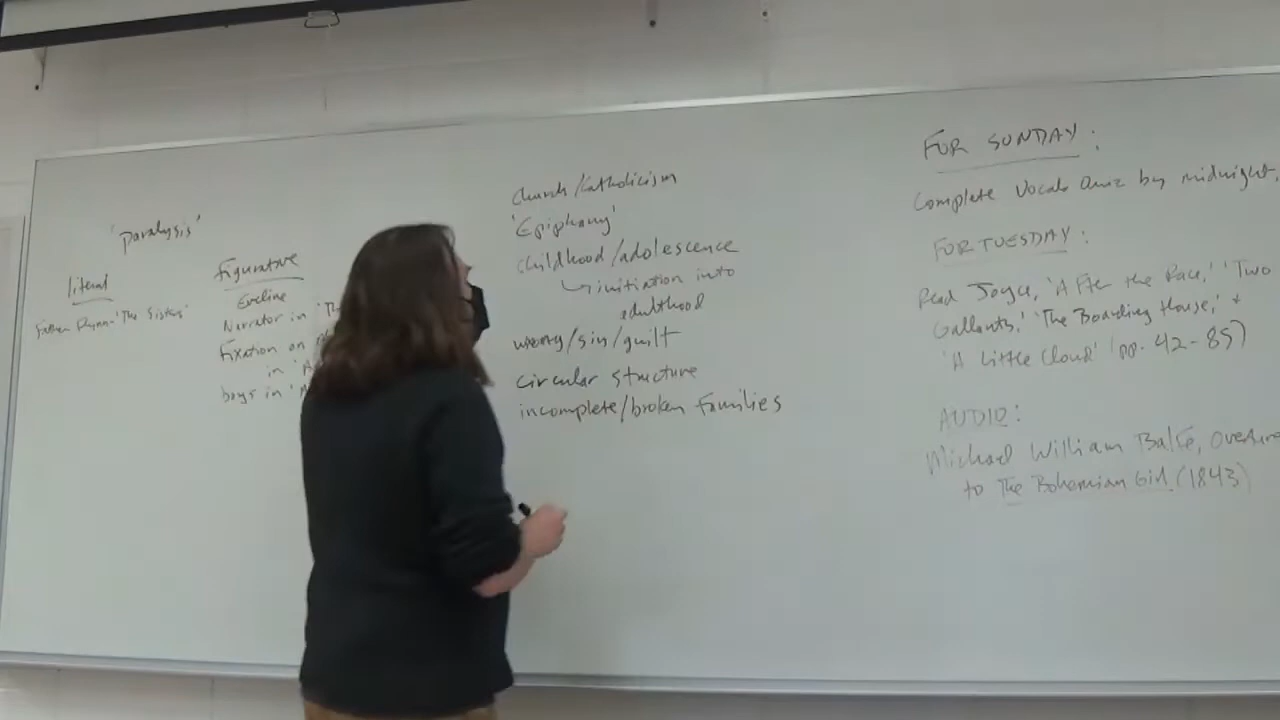 'paralysis'
literal
Father Flynn-'The Sisters'
figurative
Eveline
Narrator in 'Th
Fixation on
in 'A
boys in 'A
church/Catholicism
'Epiphany'
childhood/adolescence
↳ initiation into
adulthood
wrong/sin/guilt
circular structure
incomplete/broken families
FOR SUNDAY:
Complete Vocab Quiz by midnight.
FOR TUESDAY:
Read Joyce, 'After the Race,' 'Two
Gallants,' 'The Boarding House,' +
'A Little Cloud' (pp. 42-85)
AUDIO:
Michael William Balfe, Overture
to The Bohemian Girl (1843)